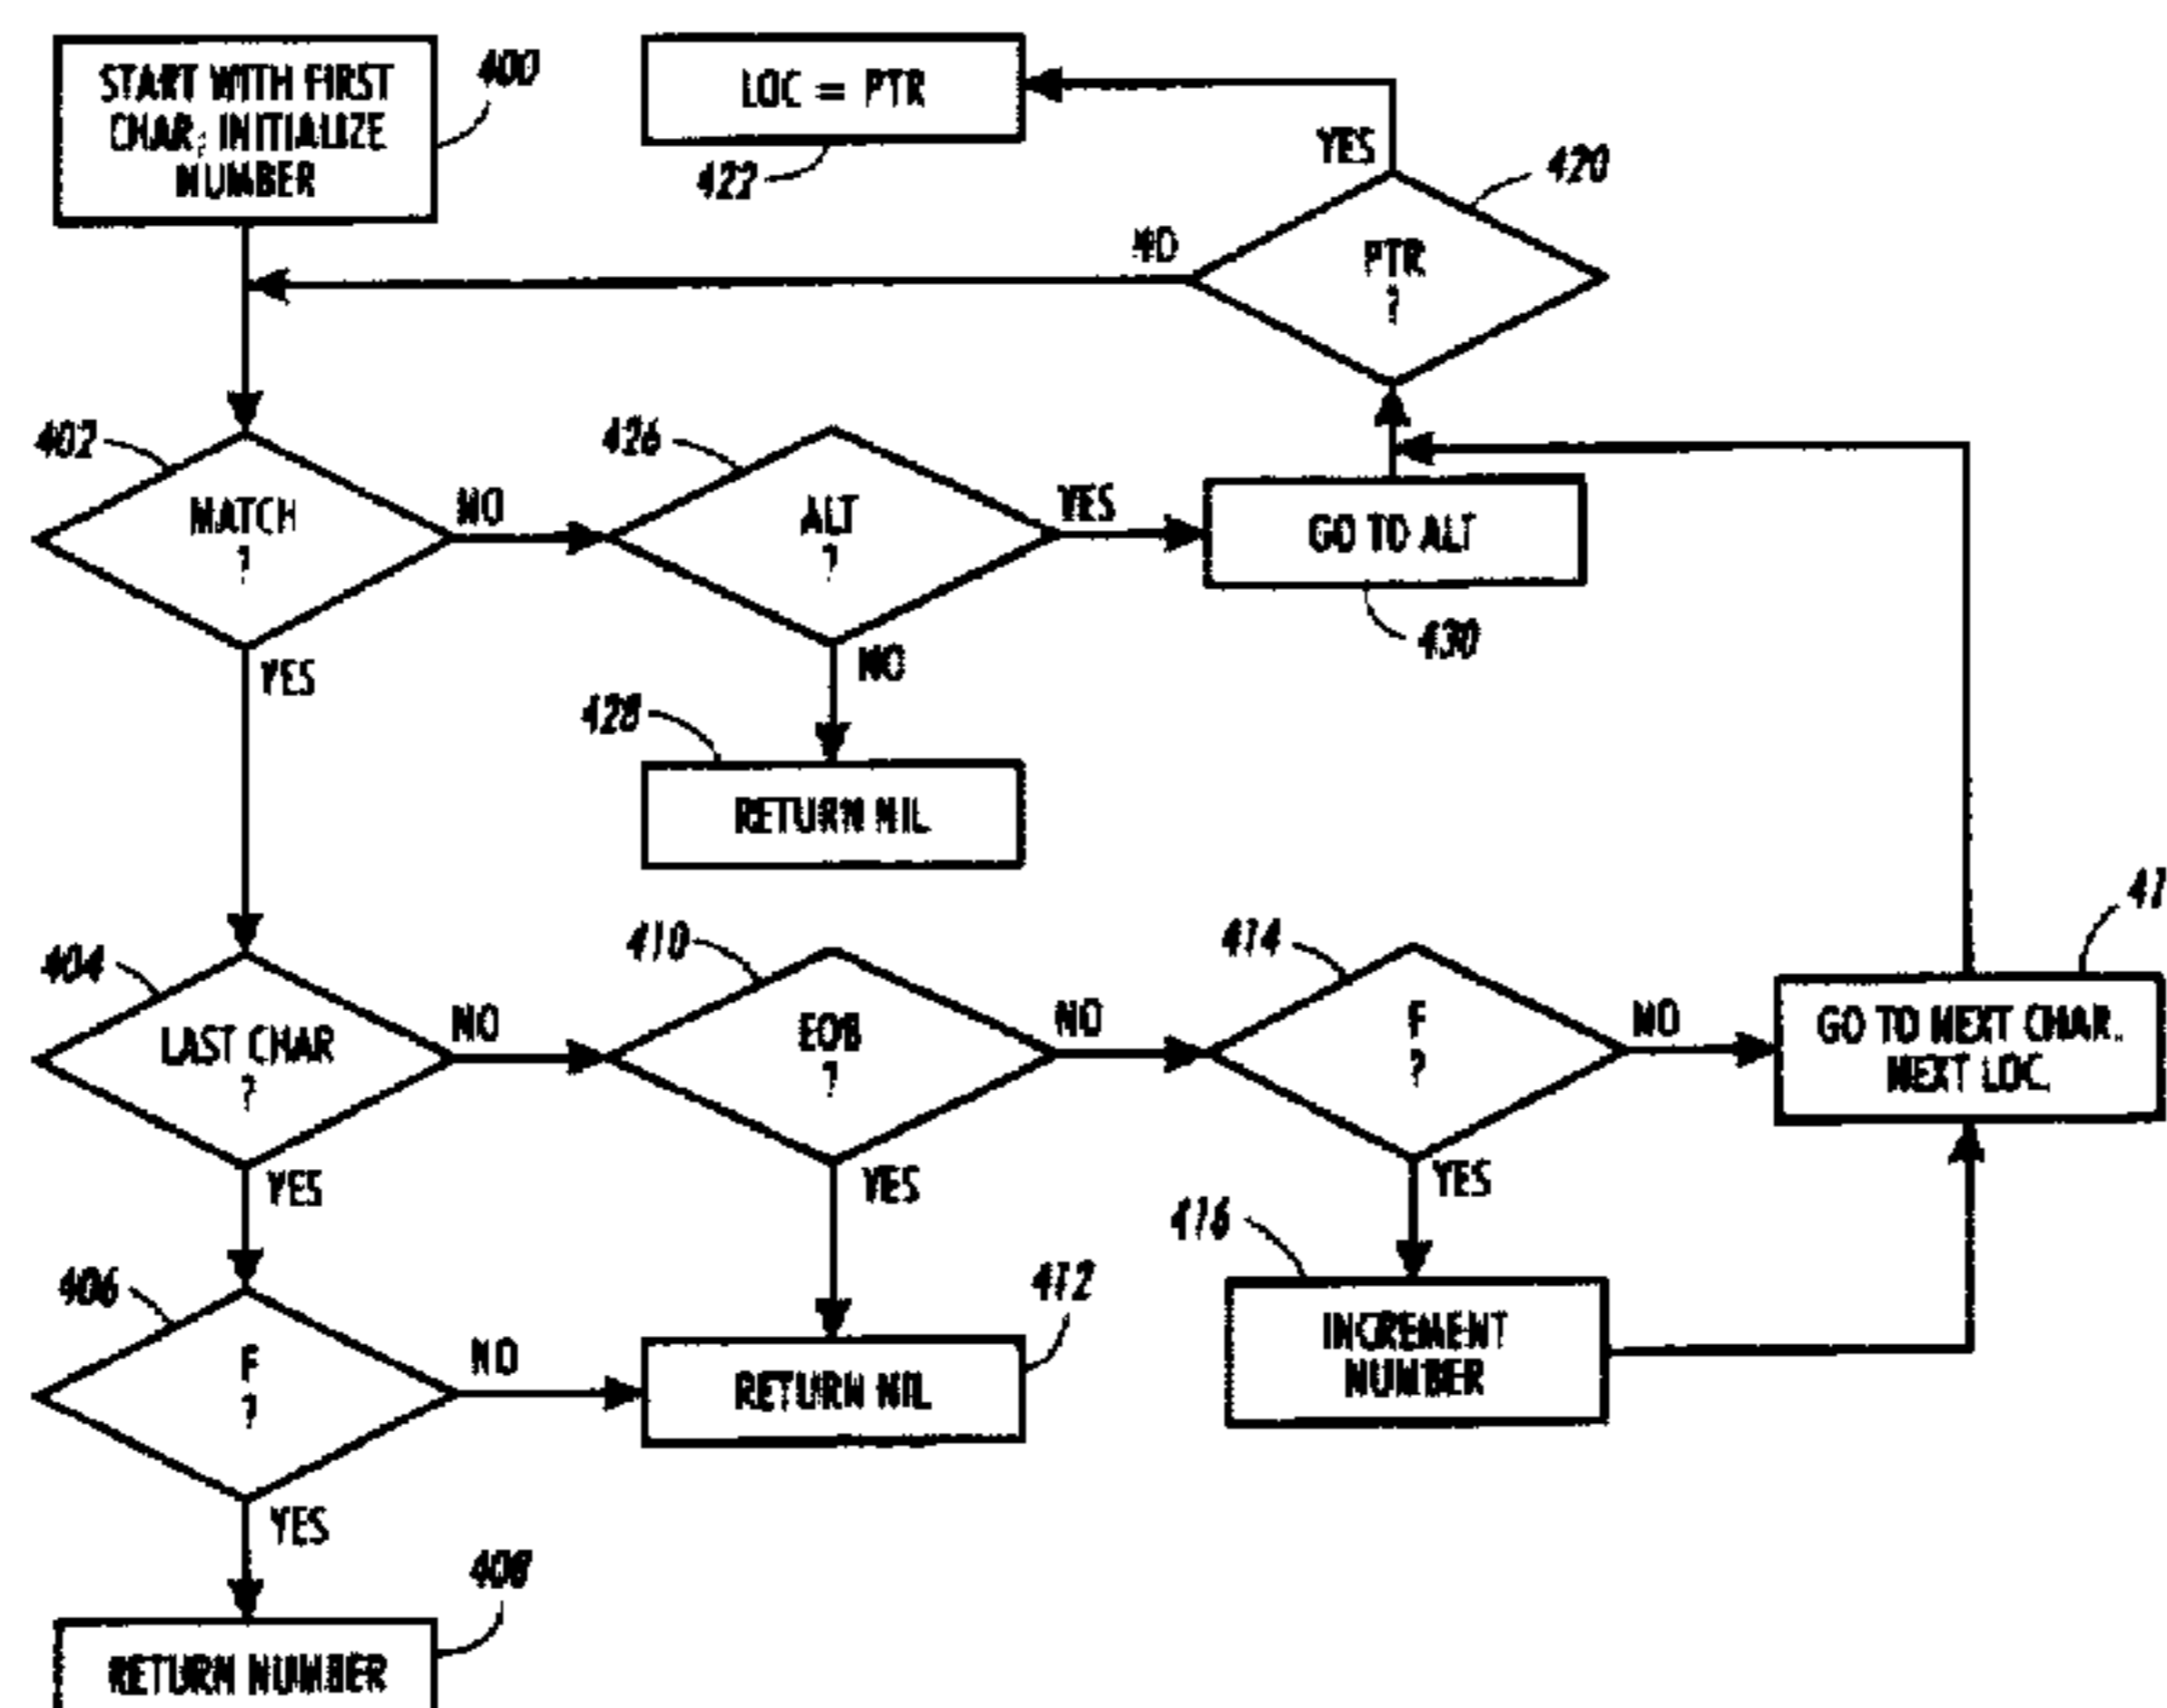 START WITH FIRST
CHAR; INITIALIZE
NUMBER
400
LOC = PTR
422
YES
420
PTR
?
NO
402
MATCH
?
NO
YES
426
ALT
?
YES
NO
GO TO ALT
430
428
RETURN NIL
404
LAST CHAR
?
NO
YES
410
EOB
?
NO
YES
414
F
?
NO
YES
41
GO TO NEXT CHAR,
NEXT LOC.
406
F
?
NO
YES
412
RETURN NIL
416
INCREMENT
NUMBER
408
RETURN NUMBER